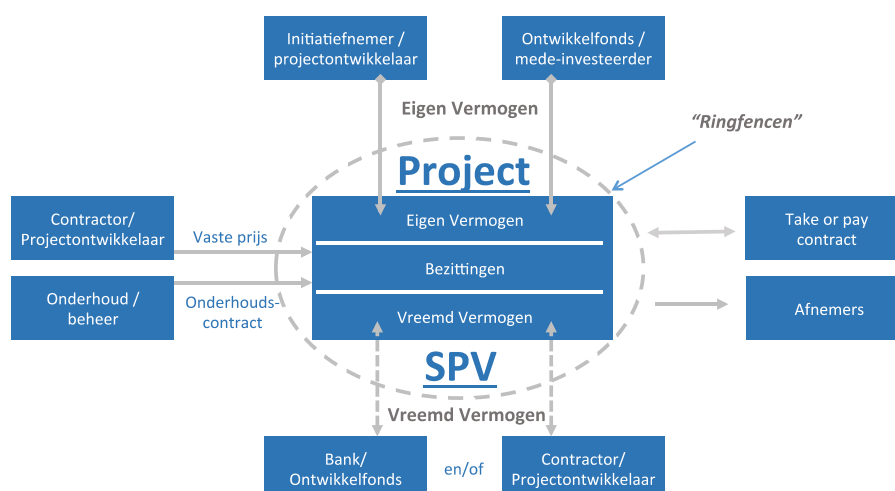 Initiatiefnemer /
projectontwikkelaar
Ontwikkelfonds /
mede-investeerder
Eigen Vermogen
“Ringfencen”
Project
Contractor/
Projectontwikkelaar
Vaste prijs
Eigen Vermogen
Take or pay
contract
Bezittingen
Onderhoud /
beheer
Onderhouds-
contract
Vreemd Vermogen
Afnemers
SPV
Vreemd Vermogen
Bank/
Ontwikkelfonds
en/of
Contractor/
Projectontwikkelaar